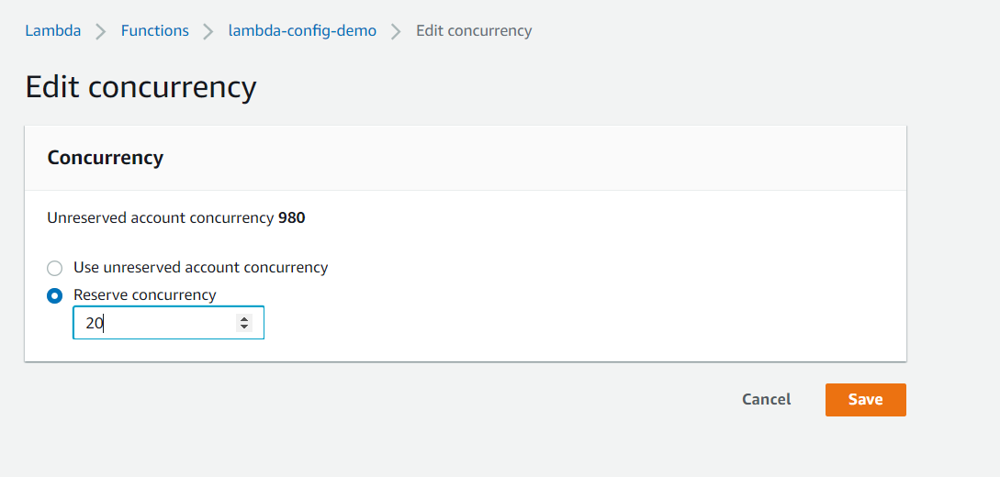 Lambda > Functions > lambda-config-demo > Edit concurrency
Edit concurrency
Concurrency
Unreserved account concurrency 980
Use unreserved account concurrency
Reserve concurrency
20
Cancel Save